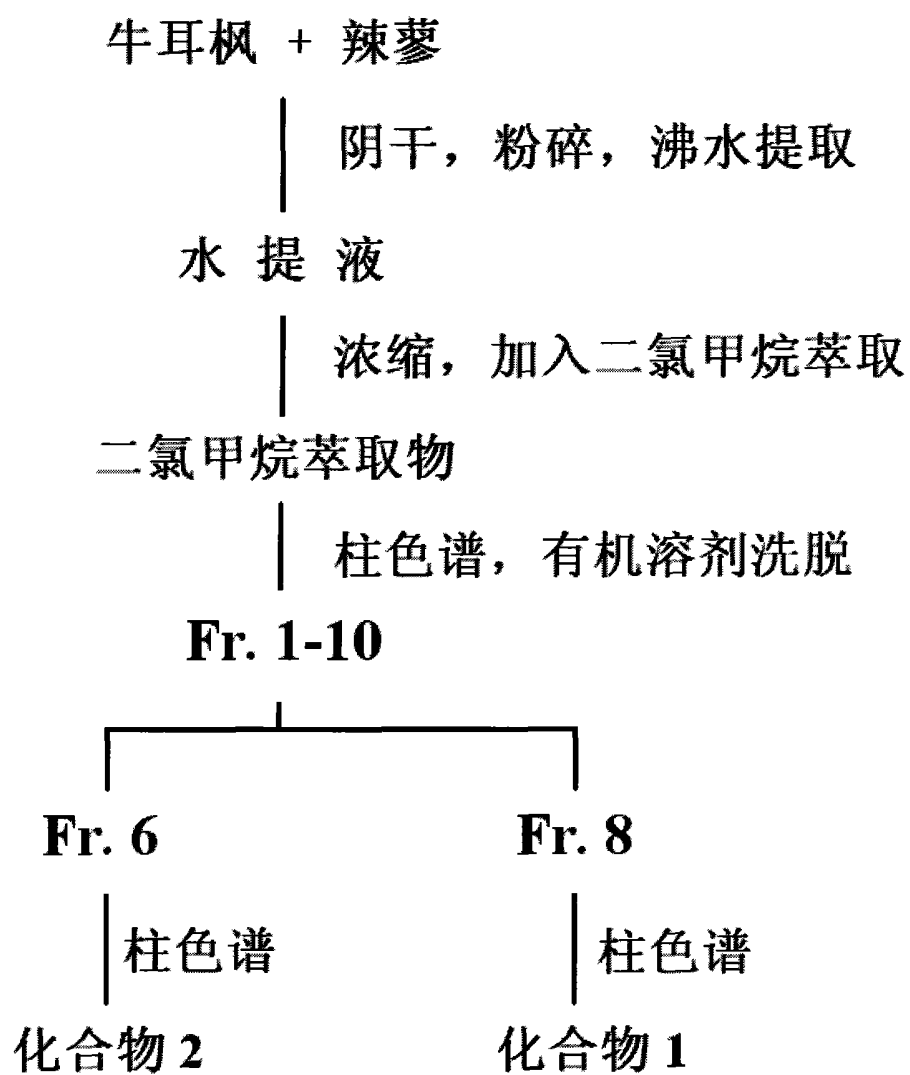 牛耳枫 + 辣蓼
阴干，粉碎，沸水提取
水 提 液
浓缩，加入二氯甲烷萃取
二氯甲烷萃取物
柱色谱，有机溶剂洗脱
Fr. 1-10
Fr. 6 Fr. 8
柱色谱 柱色谱
化合物 2 化合物 1